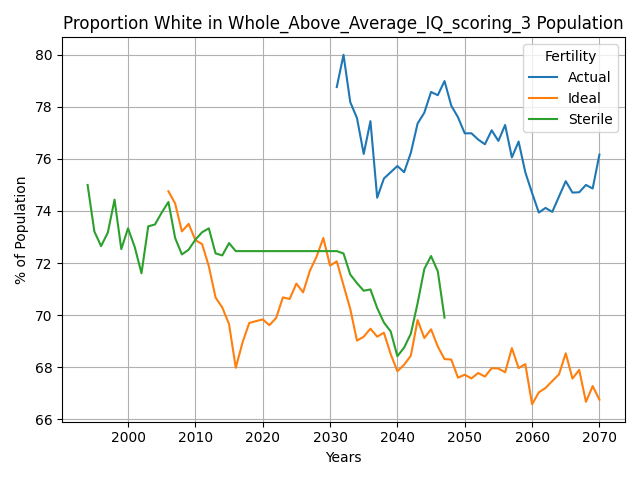 Proportion White in Whole_Above_Average_IQ_scoring_3 Population
Fertility
Actual
Ideal
Sterile
% of Population
80
78
76
74
72
70
68
66
2000
2010
2020
2030
2040
2050
2060
2070
Years